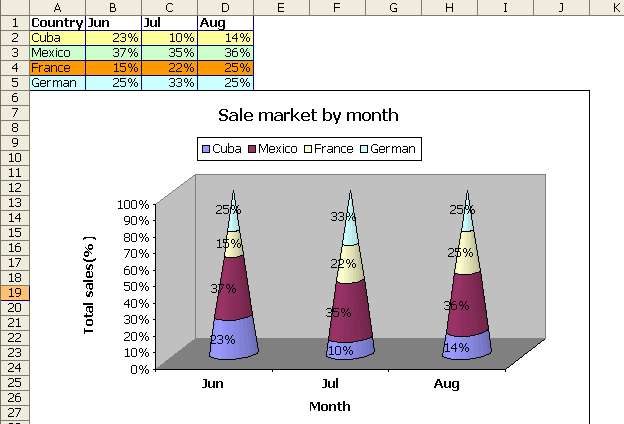 A B C D E F G H I J K
1 Country Jun Jul Aug
2 Cuba 23% 10% 14%
3 Mexico 37% 35% 36%
4 France 15% 22% 25%
5 German 25% 33% 25%
6
7 Sale market by month
8
9 Cuba Mexico France German
10
11
12
13 100% 25% 33% 25%
14 90%
15 80% 15% 22% 25%
16 70%
17 60%
18 50% 37% 35% 36%
19 40%
20 30%
21 20% 23% 10% 14%
22 10%
23 0%
24 Jun Jul Aug
25
26 Month
27
Total sales(% )